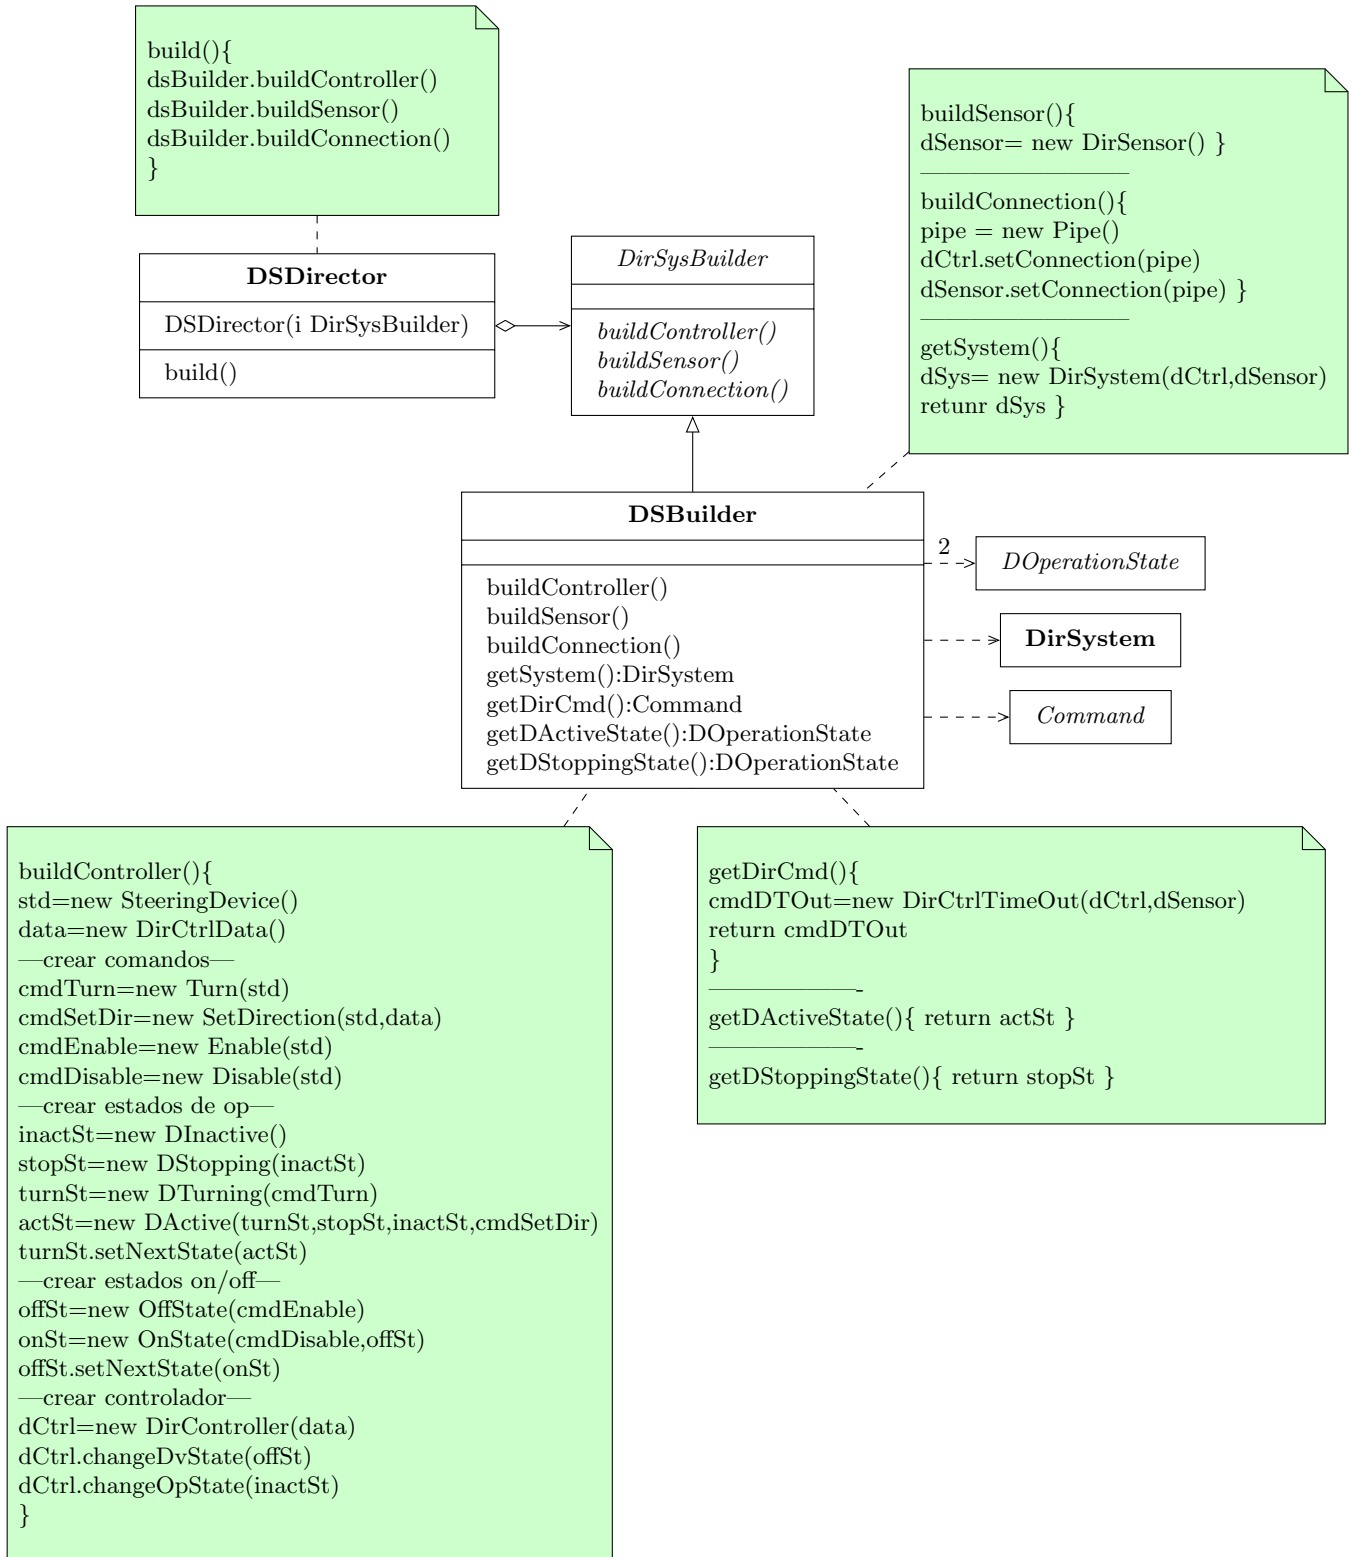 build(){
dsBuilder.buildController()
dsBuilder.buildSensor()
dsBuilder.buildConnection()
}
buildSensor(){
dSensor= new DirSensor() }
—————————
buildConnection(){
pipe = new Pipe()
dCtrl.setConnection(pipe)
dSensor.setConnection(pipe) }
—————————
getSystem(){
dSys= new DirSystem(dCtrl,dSensor)
retunr dSys }
DSDirector
DSDirector(i DirSysBuilder)
build()
DirSysBuilder
buildController()
buildSensor()
buildConnection()
DSBuilder
buildController()
buildSensor()
buildConnection()
getSystem():DirSystem
getDirCmd():Command
getDActiveState():DOperationState
getDStoppingState():DOperationState
2
DOperationState
DirSystem
Command
buildController(){
std=new SteeringDevice()
data=new DirCtrlData()
—crear comandos—
cmdTurn=new Turn(std)
cmdSetDir=new SetDirection(std,data)
cmdEnable=new Enable(std)
cmdDisable=new Disable(std)
—crear estados de op—
inactSt=new DInactive()
stopSt=new DStopping(inactSt)
turnSt=new DTurning(cmdTurn)
actSt=new DActive(turnSt,stopSt,inactSt,cmdSetDir)
turnSt.setNextState(actSt)
—crear estados on/off—
offSt=new OffState(cmdEnable)
onSt=new OnState(cmdDisable,offSt)
offSt.setNextState(onSt)
—crear controlador—
dCtrl=new DirController(data)
dCtrl.changeDvState(offSt)
dCtrl.changeOpState(inactSt)
}
getDirCmd(){
cmdDTOut=new DirCtrlTimeOut(dCtrl,dSensor)
return cmdDTOut
}
——————-
getDActiveState(){ return actSt }
——————-
getDStoppingState(){ return stopSt }